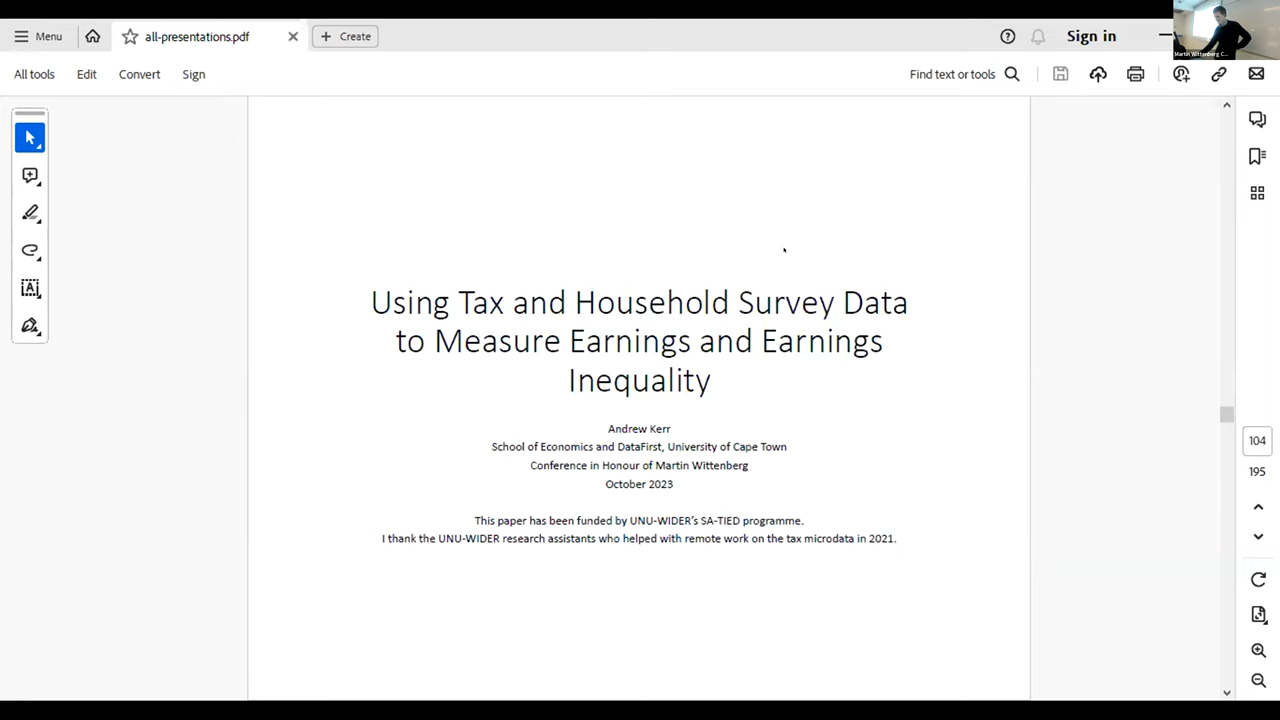 Menu
all-presentations.pdf
Create
Sign in
Martin Wittenberg C...
All tools
Edit
Convert
Sign
Find text or tools
Using Tax and Household Survey Data
to Measure Earnings and Earnings
Inequality
Andrew Kerr
School of Economics and DataFirst, University of Cape Town
Conference in Honour of Martin Wittenberg
October 2023
This paper has been funded by UNU-WIDER’s SA-TIED programme.
I thank the UNU-WIDER research assistants who helped with remote work on the tax microdata in 2021.
104
195